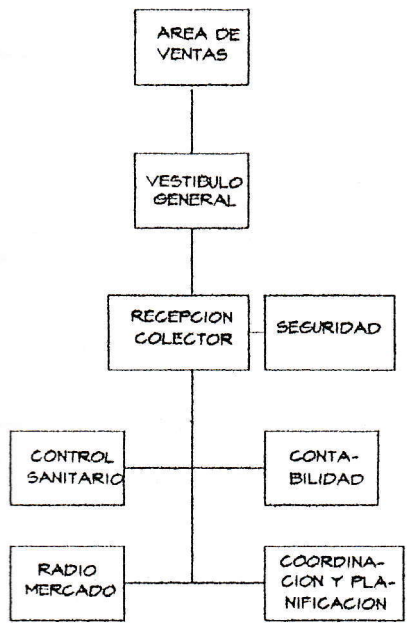 AREA DE
VENTAS
VESTIBULO
GENERAL
RECEPCION
COLECTOR
SEGURIDAD
CONTROL
SANITARIO
CONTA-
BILIDAD
RADIO
MERCADO
COORDINA-
CION Y PLA-
NIFICACION